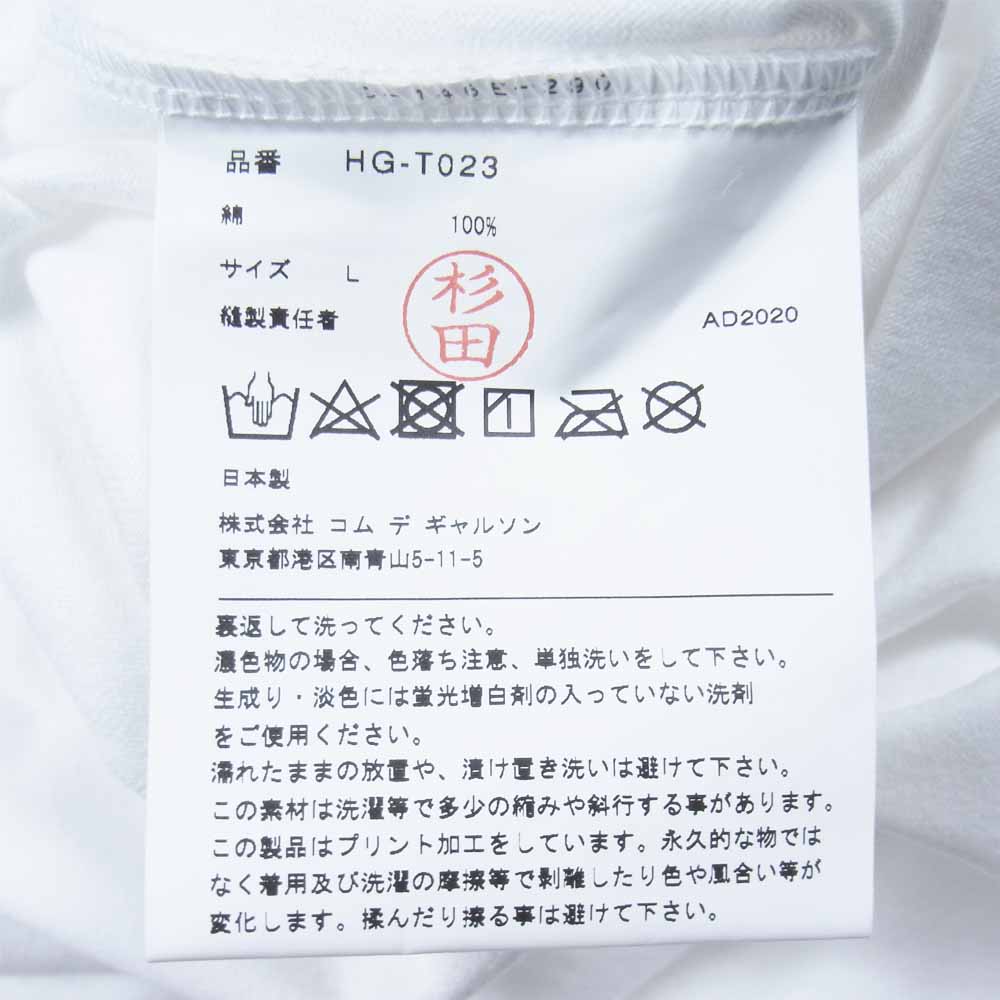 品番 HG-T023
綿 100%
サイズ L
杉田
縫製責任者 AD2020
日本製
株式会社 コム デ ギャルソン
東京都港区南青山5-11-5
裏返して洗ってください。
濃色物の場合、色落ち注意、単独洗いをして下さい。
生成り・淡色には蛍光増白剤の入っていない洗剤
をご使用ください。
濡れたままの放置や、漬け置き洗いは避けて下さい。
この素材は洗濯等で多少の縮みや斜行する事があります。
この製品はプリント加工をしています。永久的な物では
なく着用及び洗濯の摩擦等で剥離したり色や風合い等が
変化します。揉んだり擦る事は避けて下さい。